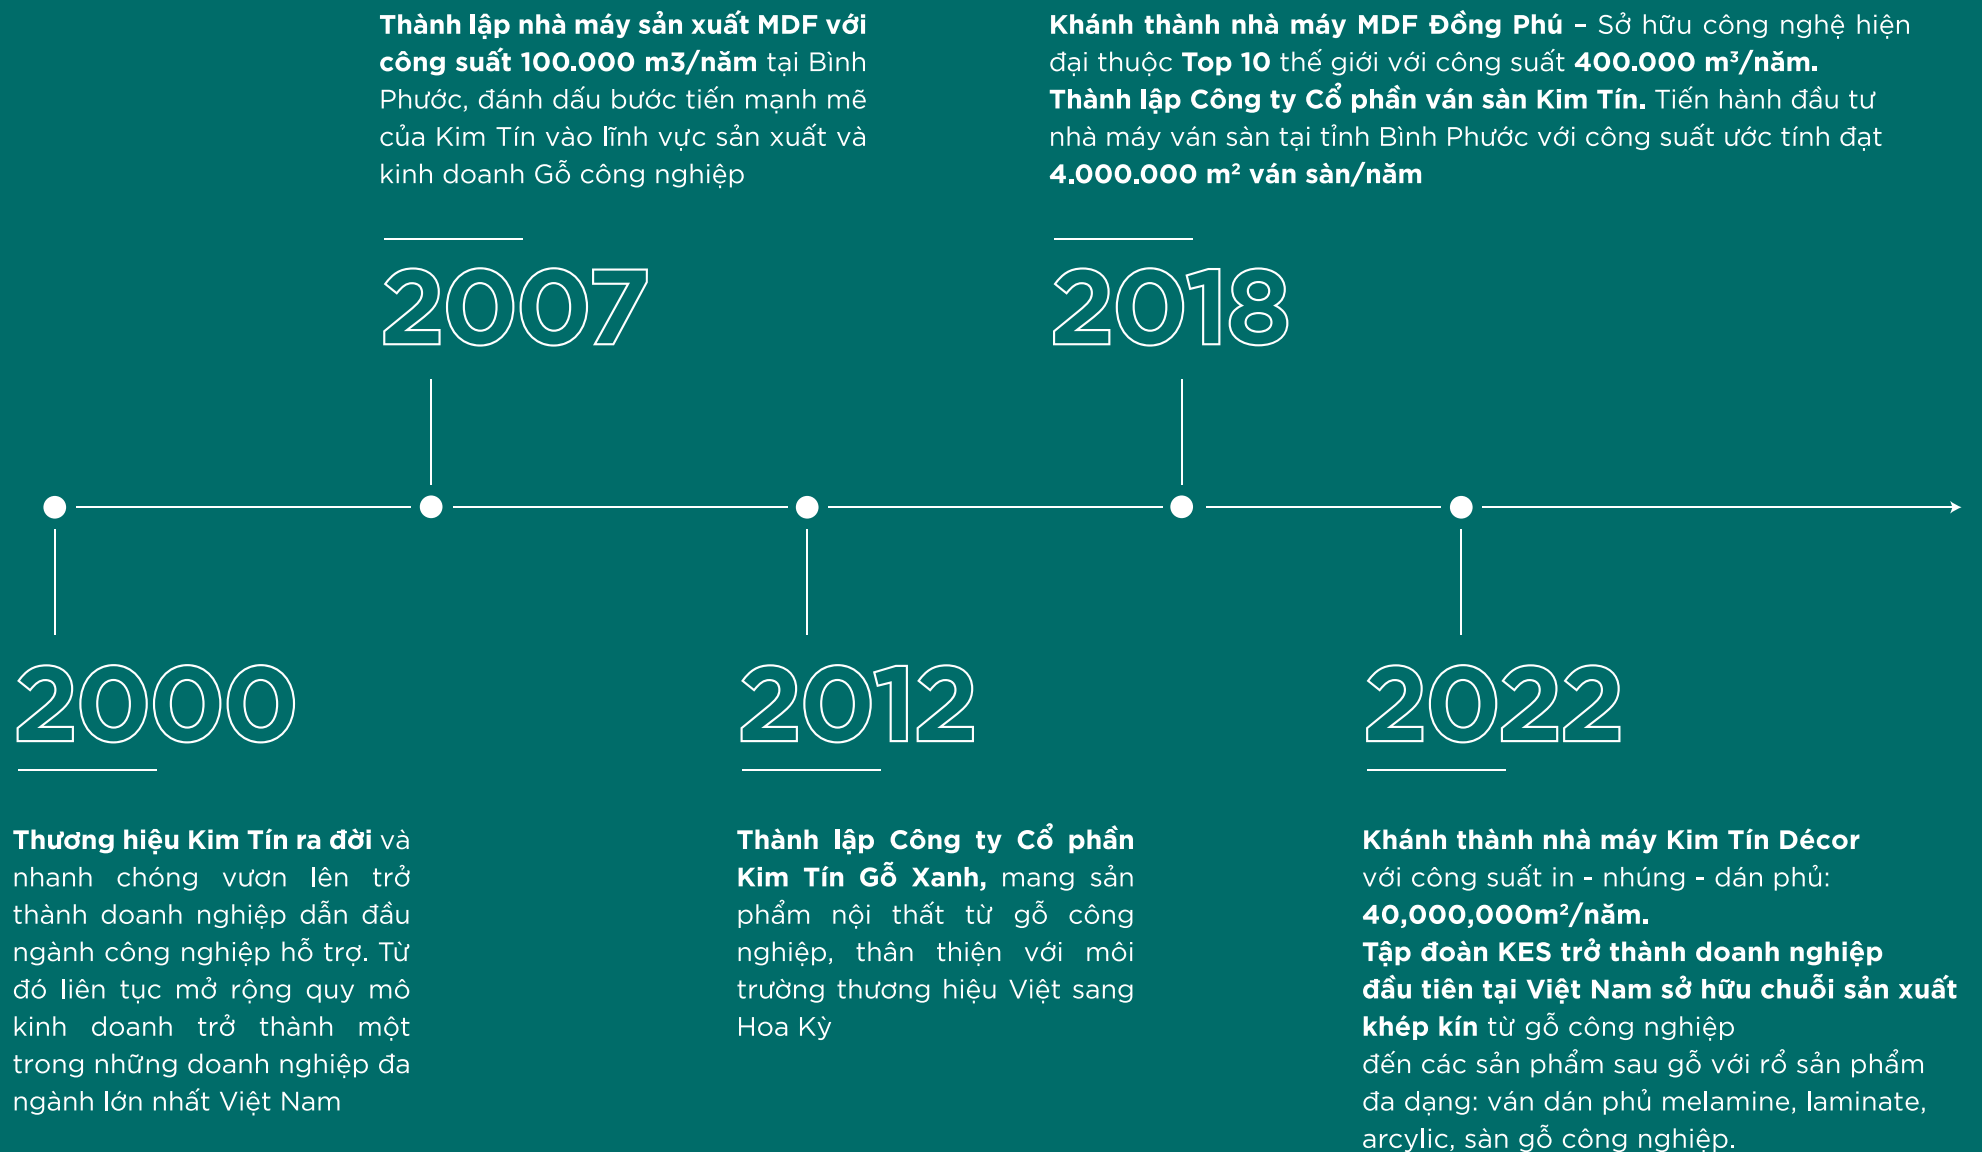 Thành lập nhà máy sản xuất MDF với
công suất 100.000 m3/năm tại Bình
Phước, đánh dấu bước tiến mạnh mẽ
của Kim Tín vào lĩnh vực sản xuất và
kinh doanh Gỗ công nghiệp
2007
Khánh thành nhà máy MDF Đồng Phú – Sở hữu công nghệ hiện
đại thuộc Top 10 thế giới với công suất 400.000 m³/năm.
Thành lập Công ty Cổ phần ván sàn Kim Tín. Tiến hành đầu tư
nhà máy ván sàn tại tỉnh Bình Phước với công suất ước tính đạt
4.000.000 m² ván sàn/năm
2018
2000
Thương hiệu Kim Tín ra đời và
nhanh chóng vươn lên trở
thành doanh nghiệp dẫn đầu
ngành công nghiệp hỗ trợ. Từ
đó liên tục mở rộng quy mô
kinh doanh trở thành một
trong những doanh nghiệp đa
ngành lớn nhất Việt Nam
2012
Thành lập Công ty Cổ phần
Kim Tín Gỗ Xanh, mang sản
phẩm nội thất từ gỗ công
nghiệp, thân thiện với môi
trường thương hiệu Việt sang
Hoa Kỳ
2022
Khánh thành nhà máy Kim Tín Décor
với công suất in - nhúng - dán phủ:
40,000,000m²/năm.
Tập đoàn KES trở thành doanh nghiệp
đầu tiên tại Việt Nam sở hữu chuỗi sản xuất
khép kín từ gỗ công nghiệp
đến các sản phẩm sau gỗ với rổ sản phẩm
đa dạng: ván dán phủ melamine, laminate,
arcylic, sàn gỗ công nghiệp.